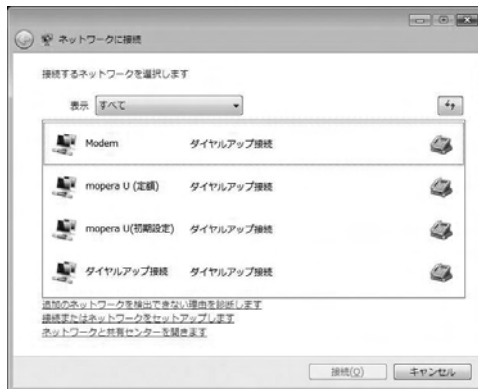 ネットワークに接続
接続するネットワークを選択します
表示 すべて
Modem ダイヤルアップ接続
mopera U (定額) ダイヤルアップ接続
mopera U(初期設定) ダイヤルアップ接続
ダイヤルアップ接続 ダイヤルアップ接続
追加のネットワークを検出できない理由を診断します
接続またはネットワークをセットアップします
ネットワークと共有センターを開きます
接続(O) キャンセル